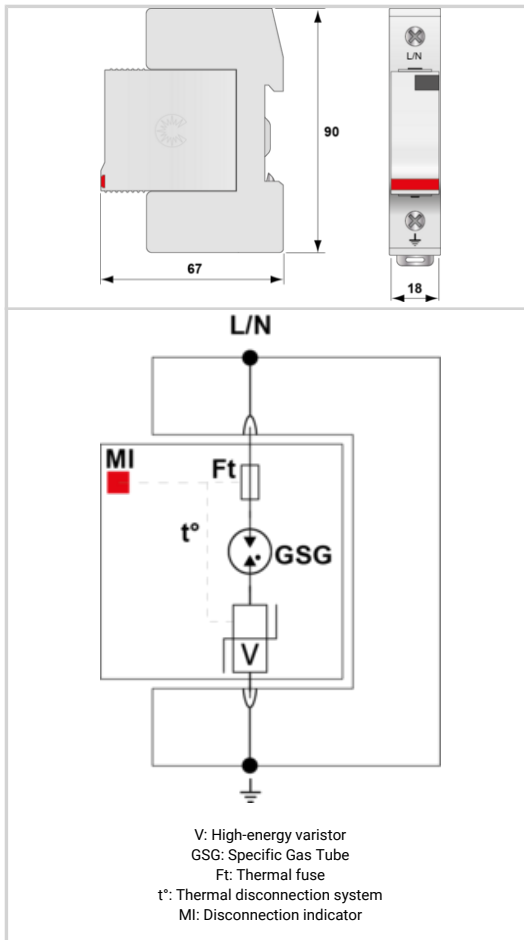 L/N
90
67
18
L/N
MI
Ft
t°
GSG
V
V: High-energy varistor
GSG: Specific Gas Tube
Ft: Thermal fuse
t°: Thermal disconnection system
MI: Disconnection indicator